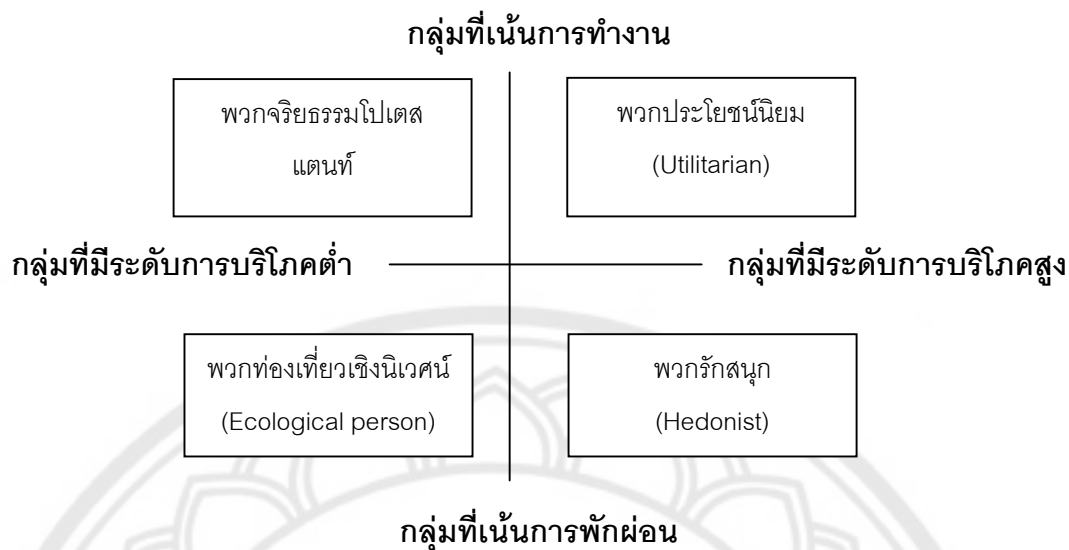 กลุ่มที่เน้นการทำงาน
พวกจริยธรรมโปเตส
แตนท์
พวกประโยชน์นิยม
(Utilitarian)
กลุ่มที่มีระดับการบริโภคต่ำ
กลุ่มที่มีระดับการบริโภคสูง
พวกท่องเที่ยวเชิงนิเวศน์
(Ecological person)
พวกรักสนุก
(Hedonist)
กลุ่มที่เน้นการพักผ่อน